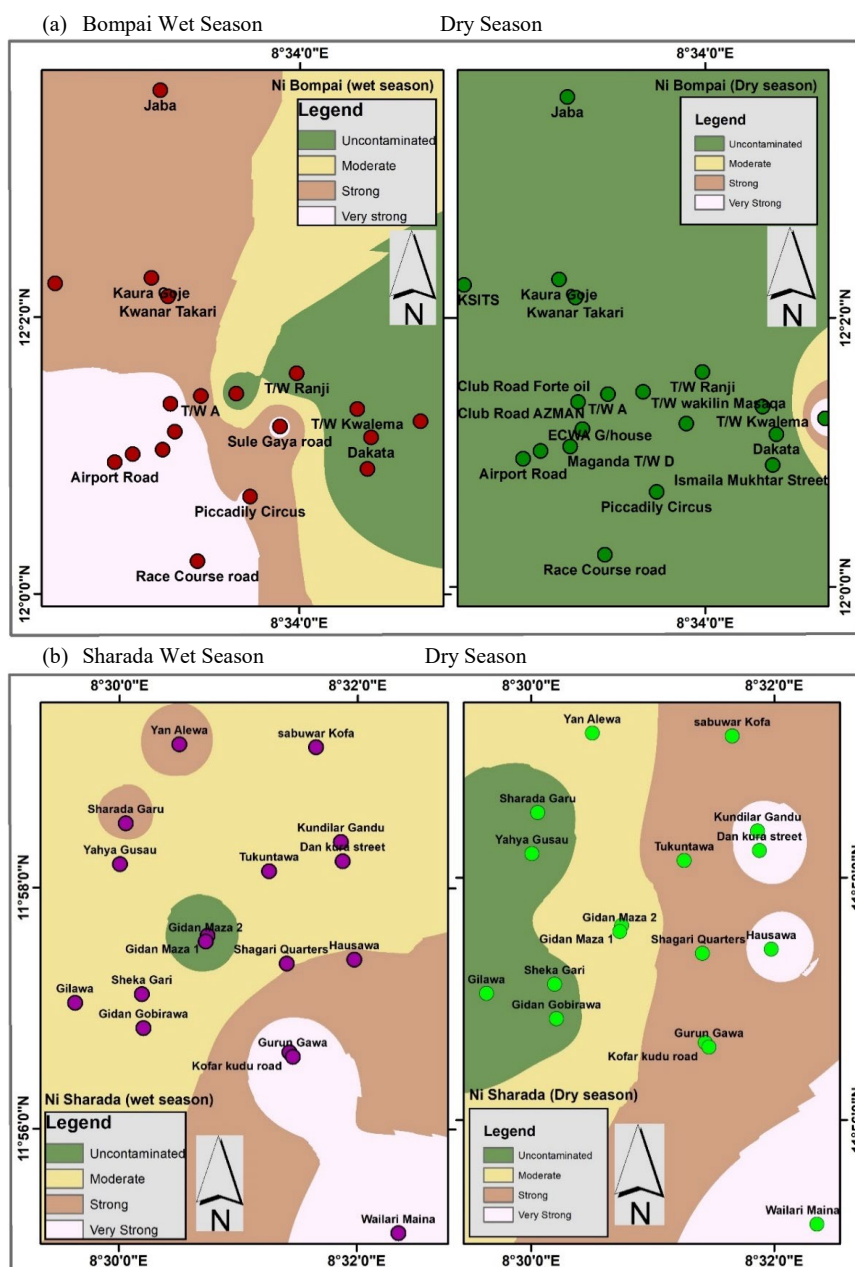 (a) Bompai Wet Season Dry Season
8°34'0"E 8°34'0"E
Ni Bompai (wet season)
Legend
Uncontaminated
Moderate
Strong
Very strong
N
Jaba
Kaura Goje
Kwanar Takari
T/W Ranji
T/W A
T/W Kwalema
Sule Gaya road
Dakata
Airport Road
Piccadily Circus
Race Course road
12°2'0"N
12°0'0"N
8°34'0"E
Ni Bompai (Dry season)
Legend
Uncontaminated
Moderate
Strong
Very Strong
N
Jaba
KSITS
Kaura Goje
Kwanar Takari
Club Road Forte oil
T/W Ranji
T/W wakilin Masaqa
Club Road AZMAN
T/W A
T/W Kwalema
ECWA G/house
Dakata
Airport Road
Maganda T/W D
Ismaila Mukhtar Street
Piccadily Circus
Race Course road
12°2'0"N
12°0'0"N
8°34'0"E
(b) Sharada Wet Season Dry Season
8°30'0"E 8°32'0"E 8°30'0"E 8°32'0"E
Yan Alewa
sabuwar Kofa
Sharada Garu
Kundilar Gandu
Yahya Gusau
Dan kura street
Tukuntawa
Gidan Maza 2
Gidan Maza 1
Shagari Quarters
Hausawa
Sheka Gari
Gilawa
Gidan Gobirawa
Gurun Gawa
Kofar kudu road
Wailari Maina
Ni Sharada (wet season)
Legend
Uncontaminated
Moderate
Strong
Very Strong
N
11°58'0"N
11°56'0"N
8°30'0"E 8°32'0"E
Yan Alewa
sabuwar Kofa
Sharada Garu
Kundilar Gandu
Yahya Gusau
Dan kura street
Tukuntawa
Gidan Maza 2
Gidan Maza 1
Shagari Quarters
Hausawa
Sheka Gari
Gilawa
Gidan Gobirawa
Gurun Gawa
Kofar kudu road
Wailari Maina
Ni Sharada (Dry season)
Legend
Uncontaminated
Moderate
Strong
Very Strong
N
8°30'0"E 8°32'0"E